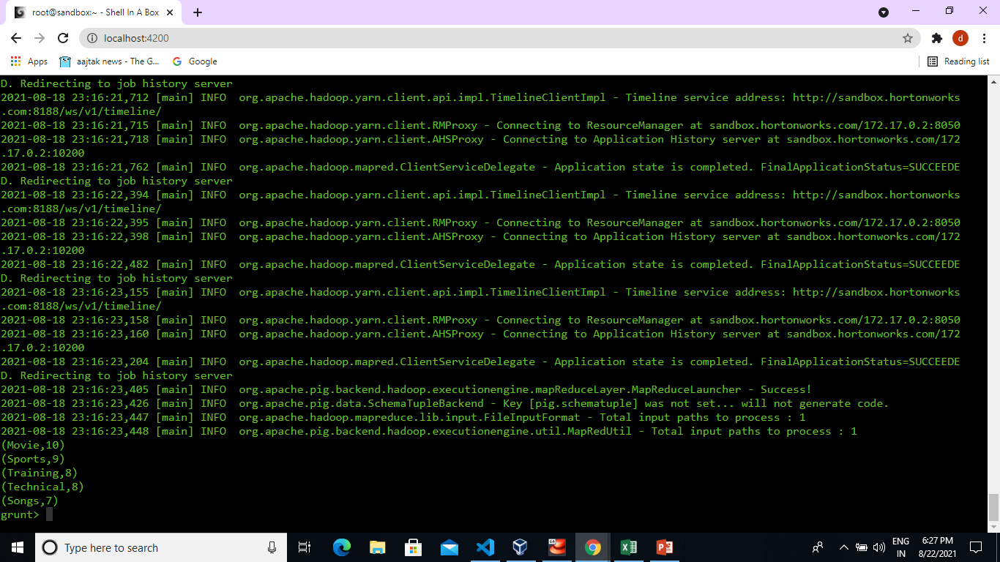 root@sandbox:~ - Shell In A Box
localhost:4200
d
Apps
aajtak news - The G...
Google
Reading list
D. Redirecting to job history server
2021-08-18 23:16:21,712 [main] INFO  org.apache.hadoop.yarn.client.api.impl.TimelineClientImpl - Timeline service address: http://sandbox.hortonworks
.com:8188/ws/v1/timeline/
2021-08-18 23:16:21,715 [main] INFO  org.apache.hadoop.yarn.client.RMProxy - Connecting to ResourceManager at sandbox.hortonworks.com/172.17.0.2:8050
2021-08-18 23:16:21,718 [main] INFO  org.apache.hadoop.yarn.client.AHSProxy - Connecting to Application History server at sandbox.hortonworks.com/172
.17.0.2:10200
2021-08-18 23:16:21,762 [main] INFO  org.apache.hadoop.mapred.ClientServiceDelegate - Application state is completed. FinalApplicationStatus=SUCCEEDE
D. Redirecting to job history server
2021-08-18 23:16:22,394 [main] INFO  org.apache.hadoop.yarn.client.api.impl.TimelineClientImpl - Timeline service address: http://sandbox.hortonworks
.com:8188/ws/v1/timeline/
2021-08-18 23:16:22,395 [main] INFO  org.apache.hadoop.yarn.client.RMProxy - Connecting to ResourceManager at sandbox.hortonworks.com/172.17.0.2:8050
2021-08-18 23:16:22,398 [main] INFO  org.apache.hadoop.yarn.client.AHSProxy - Connecting to Application History server at sandbox.hortonworks.com/172
.17.0.2:10200
2021-08-18 23:16:22,482 [main] INFO  org.apache.hadoop.mapred.ClientServiceDelegate - Application state is completed. FinalApplicationStatus=SUCCEEDE
D. Redirecting to job history server
2021-08-18 23:16:23,155 [main] INFO  org.apache.hadoop.yarn.client.api.impl.TimelineClientImpl - Timeline service address: http://sandbox.hortonworks
.com:8188/ws/v1/timeline/
2021-08-18 23:16:23,158 [main] INFO  org.apache.hadoop.yarn.client.RMProxy - Connecting to ResourceManager at sandbox.hortonworks.com/172.17.0.2:8050
2021-08-18 23:16:23,160 [main] INFO  org.apache.hadoop.yarn.client.AHSProxy - Connecting to Application History server at sandbox.hortonworks.com/172
.17.0.2:10200
2021-08-18 23:16:23,204 [main] INFO  org.apache.hadoop.mapred.ClientServiceDelegate - Application state is completed. FinalApplicationStatus=SUCCEEDE
D. Redirecting to job history server
2021-08-18 23:16:23,405 [main] INFO  org.apache.pig.backend.hadoop.executionengine.mapReduceLayer.MapReduceLauncher - Success!
2021-08-18 23:16:23,426 [main] INFO  org.apache.pig.data.SchemaTupleBackend - Key [pig.schematuple] was not set... will not generate code.
2021-08-18 23:16:23,447 [main] INFO  org.apache.hadoop.mapreduce.lib.input.FileInputFormat - Total input paths to process : 1
2021-08-18 23:16:23,448 [main] INFO  org.apache.pig.backend.hadoop.executionengine.util.MapRedUtil - Total input paths to process : 1
(Movie,10)
(Sports,9)
(Training,8)
(Technical,8)
(Songs,7)
grunt>
Type here to search
64
ENG
IN
6:27 PM
8/22/2021